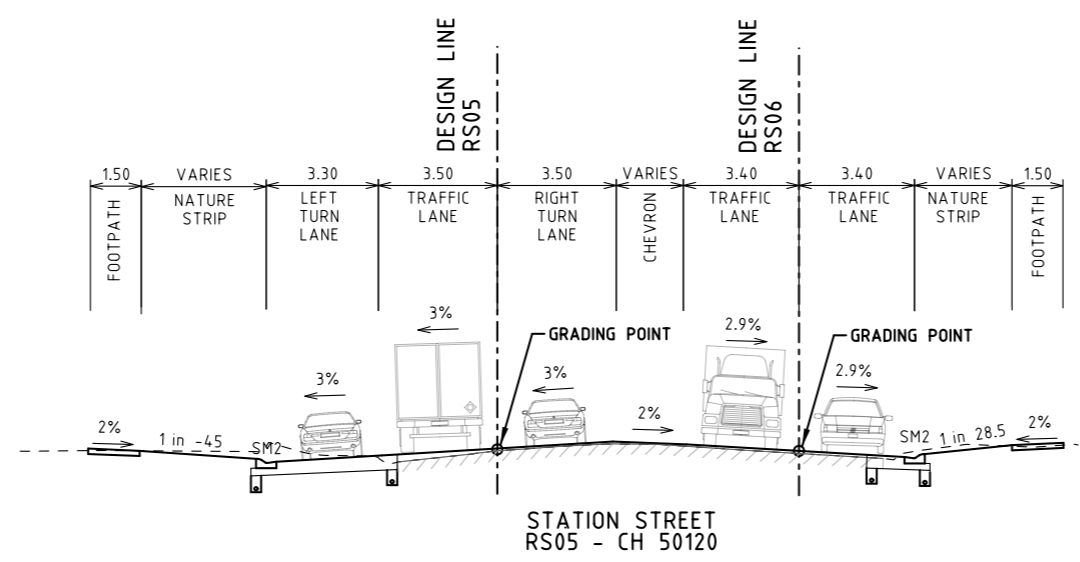 DESIGN LINE
RS05
DESIGN LINE
RS06
1.50
VARIES
3.30
3.50
3.50
VARIES
3.40
3.40
VARIES
1.50
FOOTPATH
NATURE
STRIP
LEFT
TURN
LANE
TRAFFIC
LANE
RIGHT
TURN
LANE
CHEVRON
TRAFFIC
LANE
TRAFFIC
LANE
NATURE
STRIP
FOOTPATH
3%
GRADING POINT
2.9%
GRADING POINT
3%
3%
2.9%
2%
1 in -45
SM2
2%
SM2
1 in 28.5
2%
STATION STREET
RS05 - CH 50120